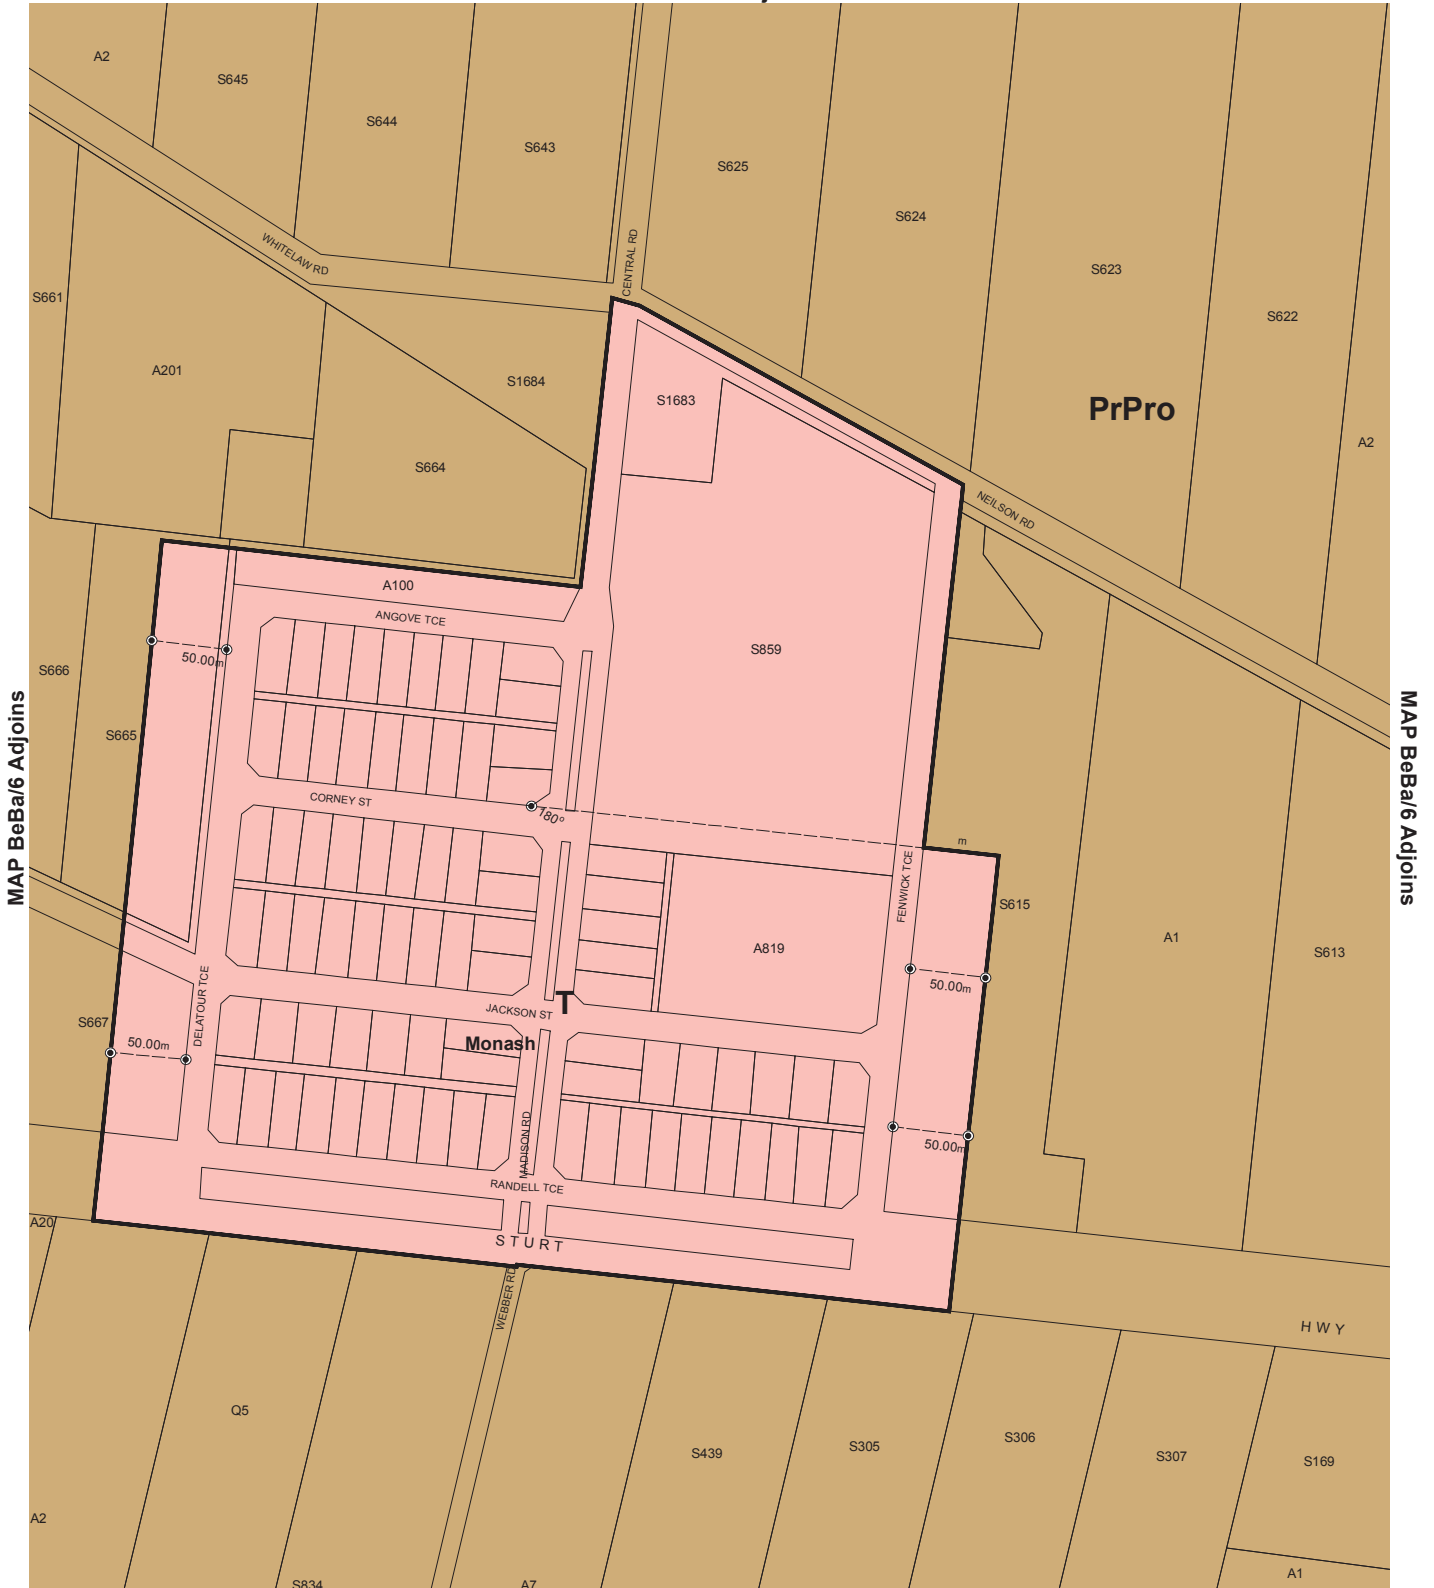 A2
S645
S644
S643
S625
S624
S623
S622
A2
WHITELAW RD
CENTRAL RD
S661
A201
S1684
S1683
PrPro
S664
NEILSON RD
A100
ANGOVE TCE
S859
50.00m
S666
S665
MAP BeBa/6 Adjoins
MAP BeBa/6 Adjoins
CORNEY ST
180°
m
FENWICK TCE
S615
A819
A1
S613
50.00m
DELATOUR TCE
T
JACKSON ST
S667
50.00m
Monash
MADISON RD
50.00m
RANDELL TCE
A20
STURT
WEBBER RD
HWY
Q5
S439
S305
S306
S307
S169
A2
A1
S834
A7